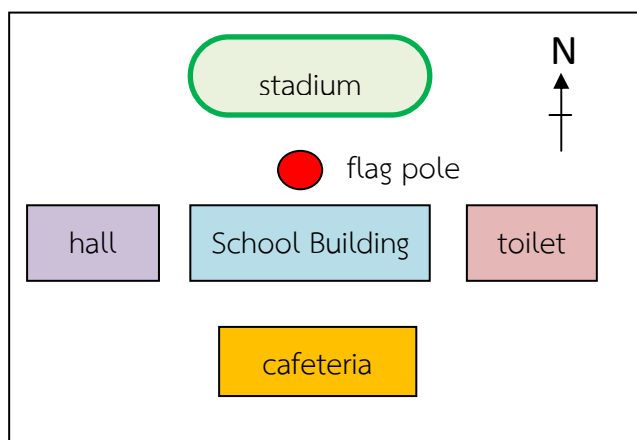 N
stadium
flag pole
hall
School Building
toilet
cafeteria